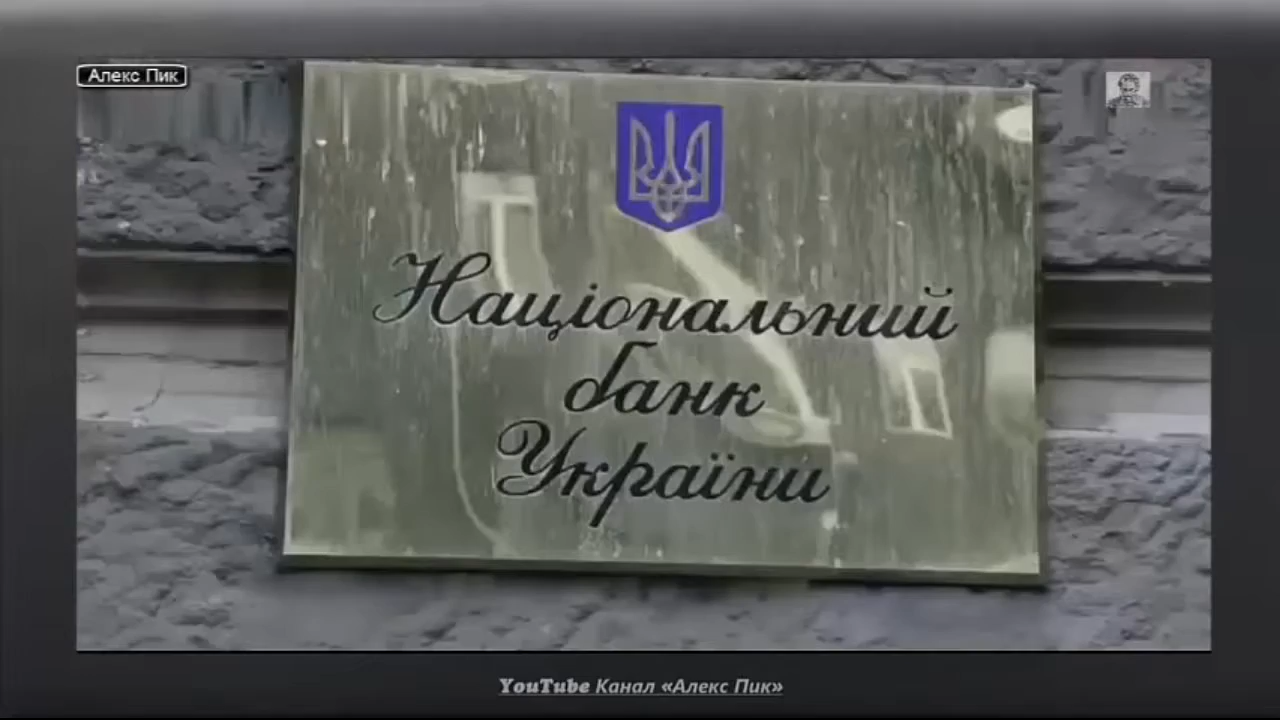 Алекс Пик
Національний
банк
України
YouTube Канал «Алекс Пик»